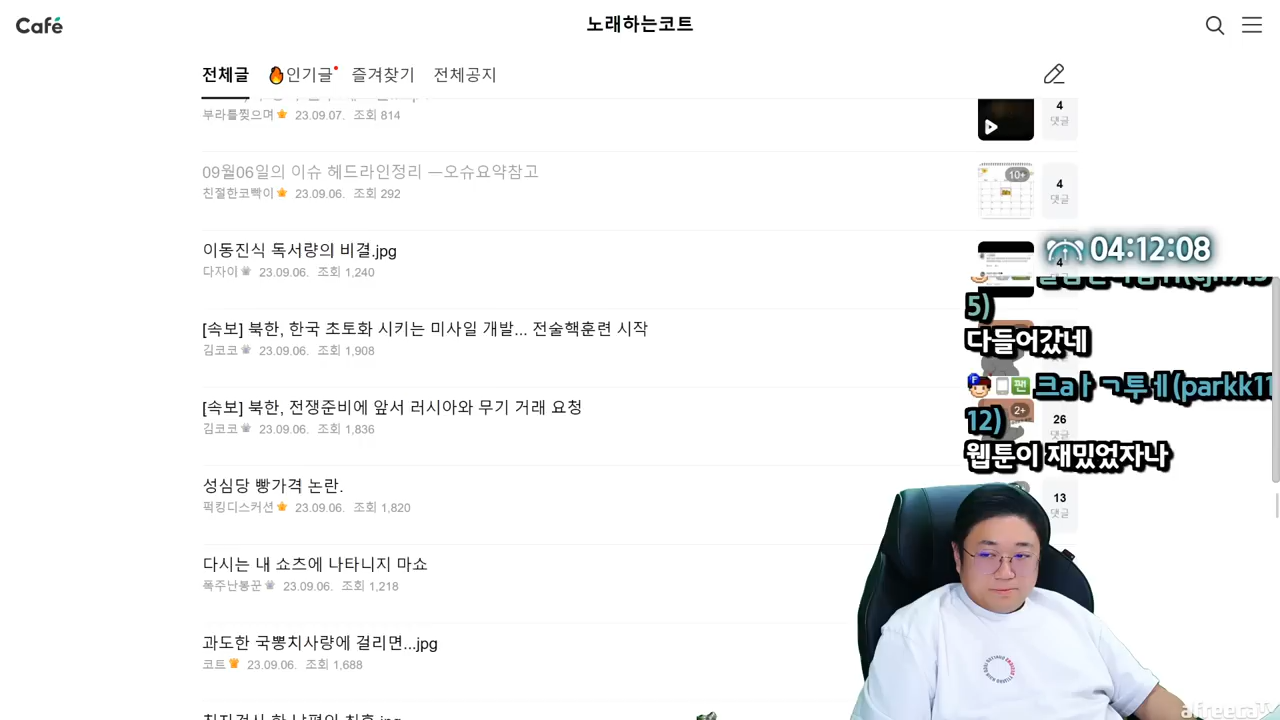 Café
노래하는코트
전체글
인기글
즐겨찾기
전체공지
부라를찢으며 23.09.07. 조회 814
4
댓글
09월06일의 이슈 헤드라인정리 —오슈요약참고
친절한코빡이 23.09.06. 조회 292
10+
4
댓글
이동진식 독서량의 비결.jpg
다자이 23.09.06. 조회 1,240
4
04:12:08
5)
다들어갔네
[속보] 북한, 한국 초토화 시키는 미사일 개발... 전술핵훈련 시작
김코코 23.09.06. 조회 1,908
팬 크aㅏㄱ투ㅔ(parkk11
12)
웹툰이 재밌었자나
[속보] 북한, 전쟁준비에 앞서 러시아와 무기 거래 요청
김코코 23.09.06. 조회 1,836
2+
26
댓글
성심당 빵가격 논란.
퍽킹디스커션 23.09.06. 조회 1,820
13
댓글
다시는 내 쇼츠에 나타니지 마쇼
폭주난봉꾼 23.09.06. 조회 1,218
과도한 국뽕치사량에 걸리면...jpg
코트 23.09.06. 조회 1,688
afreecaTV